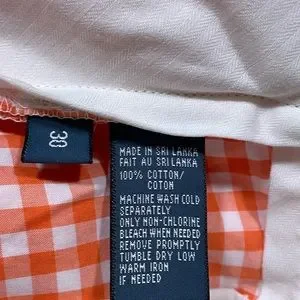 30
MADE IN SRI LANKA
FAIT AU SRI LANKA
100% COTTON/
COTON
MACHINE WASH COLD
SEPARATELY
ONLY NON-CHLORINE
BLEACH WHEN NEEDED
REMOVE PROMPTLY
TUMBLE DRY LOW
WARM IRON
IF NEEDED